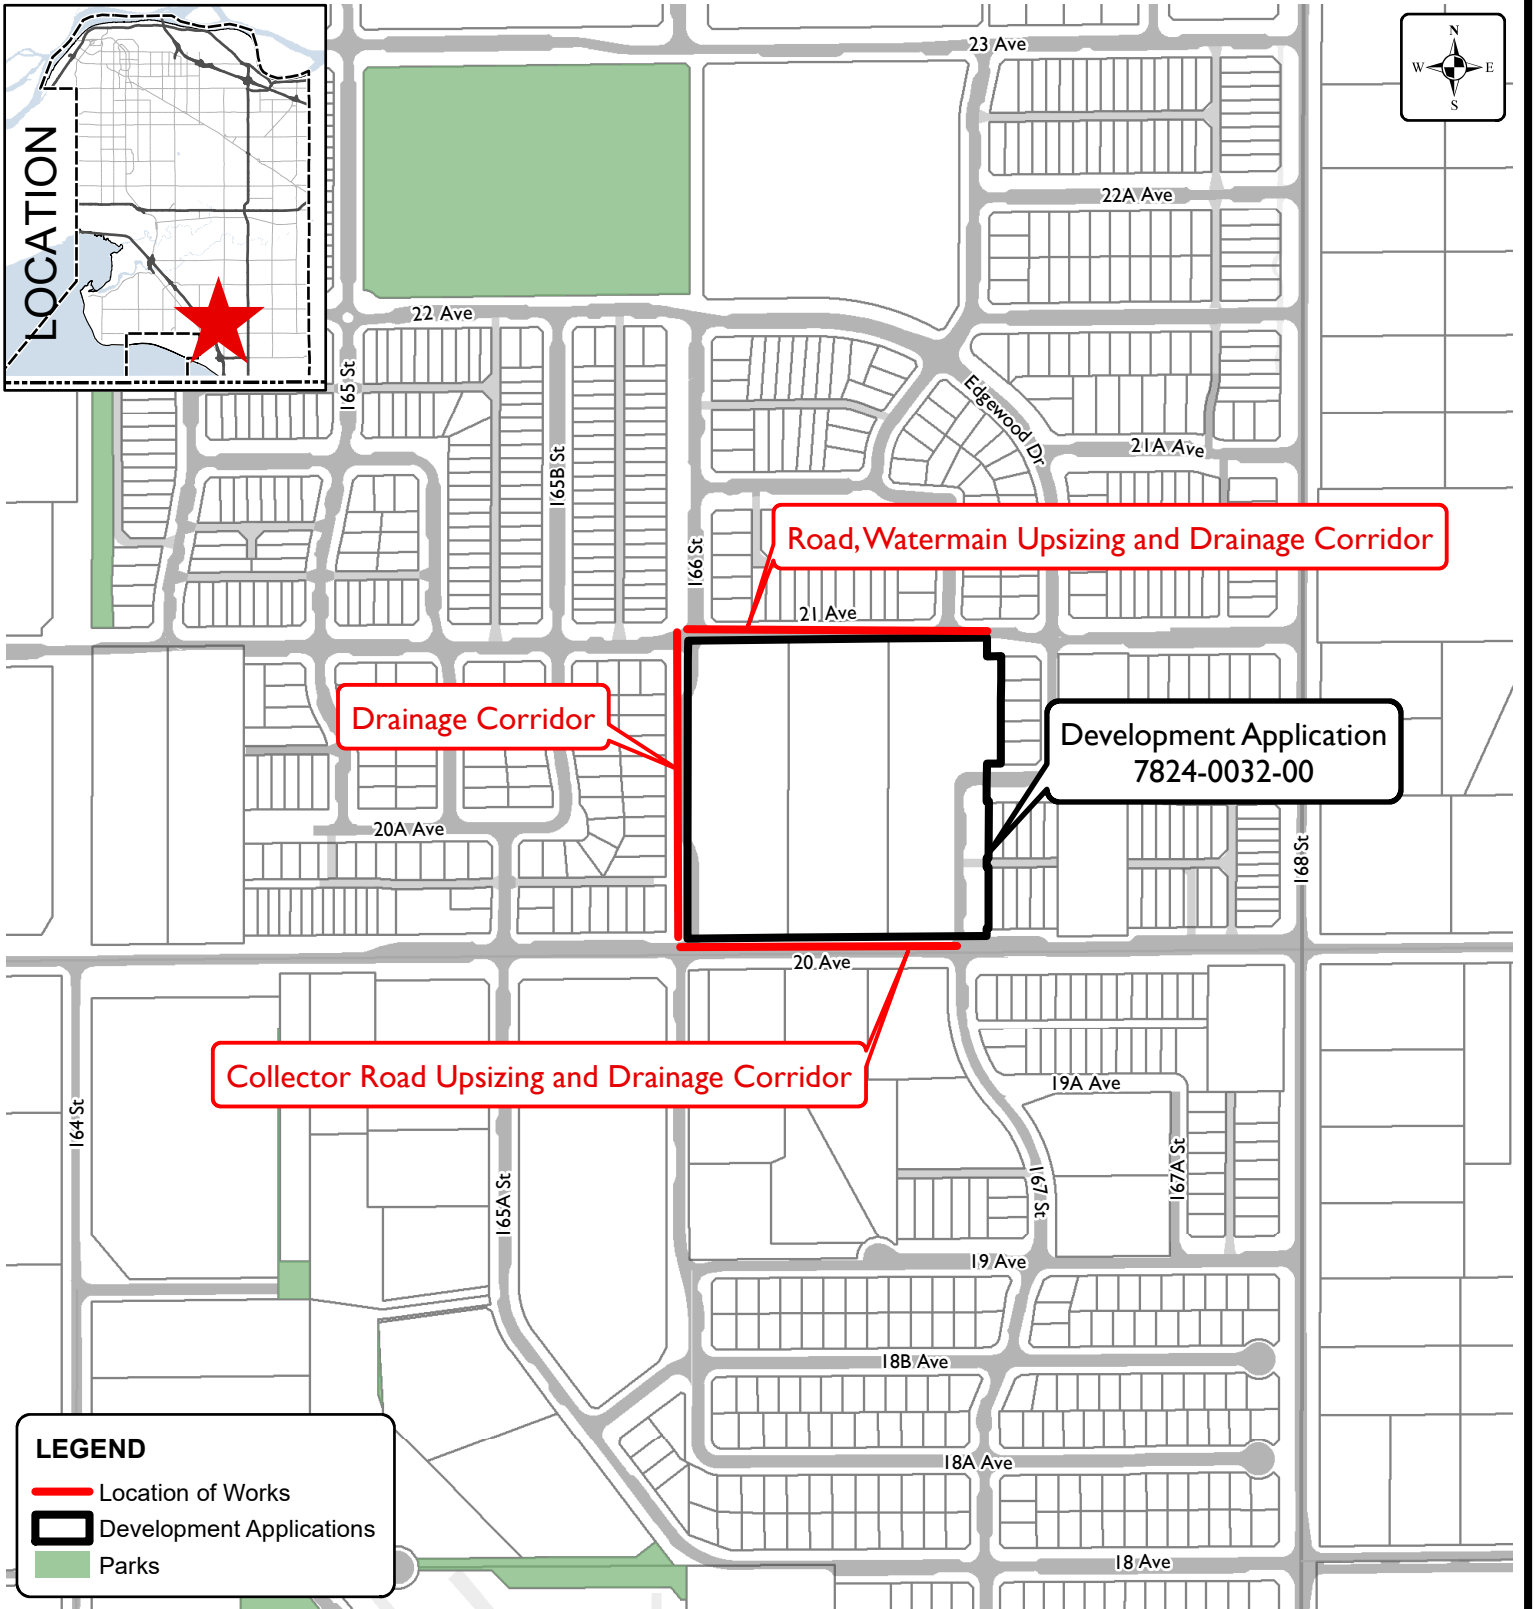 LOCATION
N
W E
S
23 Ave
22A Ave
22 Ave
165 St
165B St
Edgewood Dr
21A Ave
166 St
Road, Watermain Upsizing and Drainage Corridor
21 Ave
Drainage Corridor
Development Application
7824-0032-00
20A Ave
168 St
20 Ave
Collector Road Upsizing and Drainage Corridor
19A Ave
164 St
165A St
167 St
167A St
19 Ave
18B Ave
18A Ave
18 Ave
LEGEND
Location of Works
Development Applications
Parks